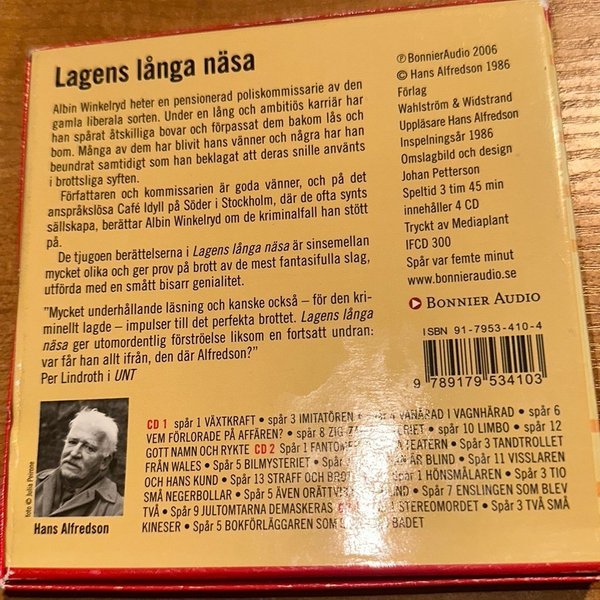 Lagens långa näsa
Albin Winkelryd heter en pensionerad poliskommissarie av den
gamla liberala sorten. Under en lång och ambitiös karriär har
han spårat åtskilliga bovar och förpassat dem bakom lås och
bom. Många av dem har blivit hans vänner och några har han
beundrat samtidigt som han beklagat att deras snille använts
i brottsliga syften.
Författaren och kommissarien är goda vänner, och på det
anspråkslösa Café Idyll på Söder i Stockholm, där de ofta synts
sällskapa, berättar Albin Winkelryd om de kriminalfall han stött
på.
De tjugoen berättelserna i Lagens långa näsa är sinsemellan
mycket olika och ger prov på brott av de mest fantasifulla slag,
utförda med en smått bisarr genialitet.
"Mycket underhållande läsning och kanske också – för den kri-
minellt lagde – impulser till det perfekta brottet. Lagens långa
näsa ger utomordentlig förströelse liksom en fortsatt undran:
var får han allt ifrån, den där Alfredson?"
Per Lindroth i UNT
℗ BonnierAudio 2006
© Hans Alfredson 1986
Förlag
Wahlström & Widstrand
Uppläsare Hans Alfredson
Inspelningsår 1986
Omslagbild och design
Johan Petterson
Speltid 3 tim 45 min
innehåller 4 CD
Tryckt av Mediaplant
IFCD 300
Spår var femte minut
www.bonnieraudio.se
BONNIER AUDIO
ISBN 91-7953-410-4
9 789179 534103
foto © Julia Peirone
Hans Alfredson
CD 1 spår 1 VÄXTKRAFT • spår 3 IMITATÖREN VANÄRAD I VAGNHÄRAD • spår 6
VEM FÖRLORADE PÅ AFFÄREN? • spår 8 spår 10 LIMBO • spår 12
GOTT NAMN OCH RYKTE CD 2 Spår 1 TEATERN • Spår 3 TANDTROLLET
FRÅN WALES • Spår 5 BILMYSTERIET • ÄR BLIND • Spår 11 VISSLAREN
OCH HANS KUND • Spår 13 STRAFF OCH Spår 1 HÖNSMÅLAREN • Spår 3 TIO
SMÅ NEGERBOLLAR • Spår 5 ÄVEN Spår 7 ENSLINGEN SOM BLEV
TVÅ • Spår 9 JULTOMTARNA DEMASKERAS 1 STEREOMORDET • Spår 3 TVÅ SMÅ
KINESER • Spår 5 BOKFÖRLÄGGAREN SOM BADET